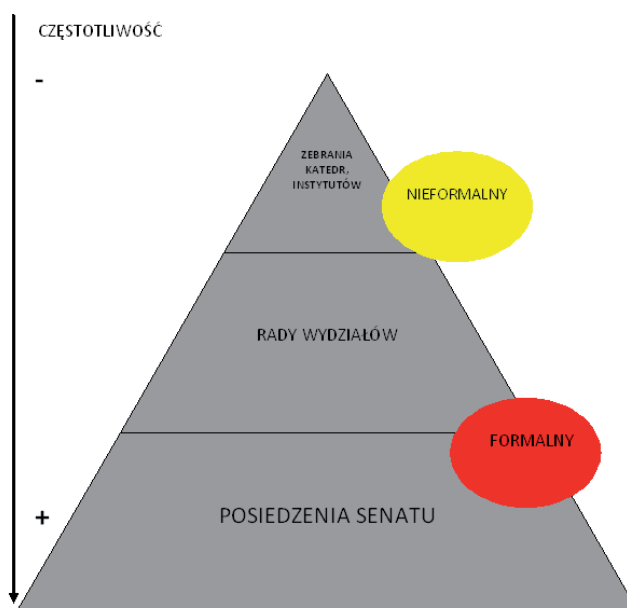 CZĘSTOTLIWOŚĆ
-
ZEBRANIA
KATEDR,
INSTYTUTÓW
NIEFORMALNY
RADY WYDZIAŁÓW
FORMALNY
+
POSIEDZENIA SENATU